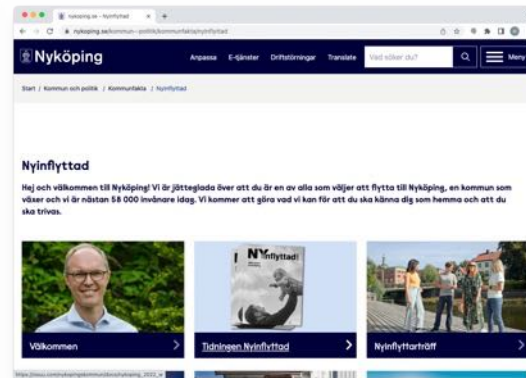 nykoping.se - Nyinflyttad
nykoping.se/kommun--politik/kommunfakta/nyinflyttad
Nyköping
Anpassa E-tjänster Driftstörningar Translate Vad söker du? Meny
Start / Kommun och politik / Kommunfakta / Nyinflyttad
Nyinflyttad
Hej och välkommen till Nyköping! Vi är jätteglada över att du är en av alla som väljer att flytta till Nyköping, en kommun som
växer och vi är nästan 58 000 invånare idag. Vi kommer att göra vad vi kan för att du ska känna dig som hemma och att du
ska trivas.
NYinflyttad!
Välkommen
Tidningen Nyinflyttad
Nyinflyttarträff